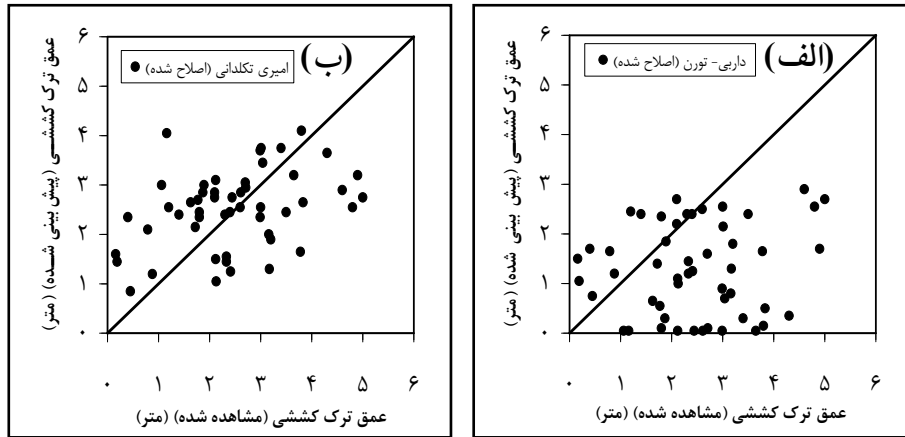 (الف)
داربی- تورن (اصلاح شده)
عمق ترک کششی (پیش بینی شده) (متر)
۶
۵
۴
۳
۲
۱
۰
۰ ۱ ۲ ۳ ۴ ۵ ۶
عمق ترک کششی (مشاهده شده) (متر)
(ب)
امیری تکلدانی (اصلاح شده)
عمق ترک کششی (پیش بینی شده) (متر)
۶
۵
۴
۳
۲
۱
۰
۰ ۱ ۲ ۳ ۴ ۵ ۶
عمق ترک کششی (مشاهده شده) (متر)